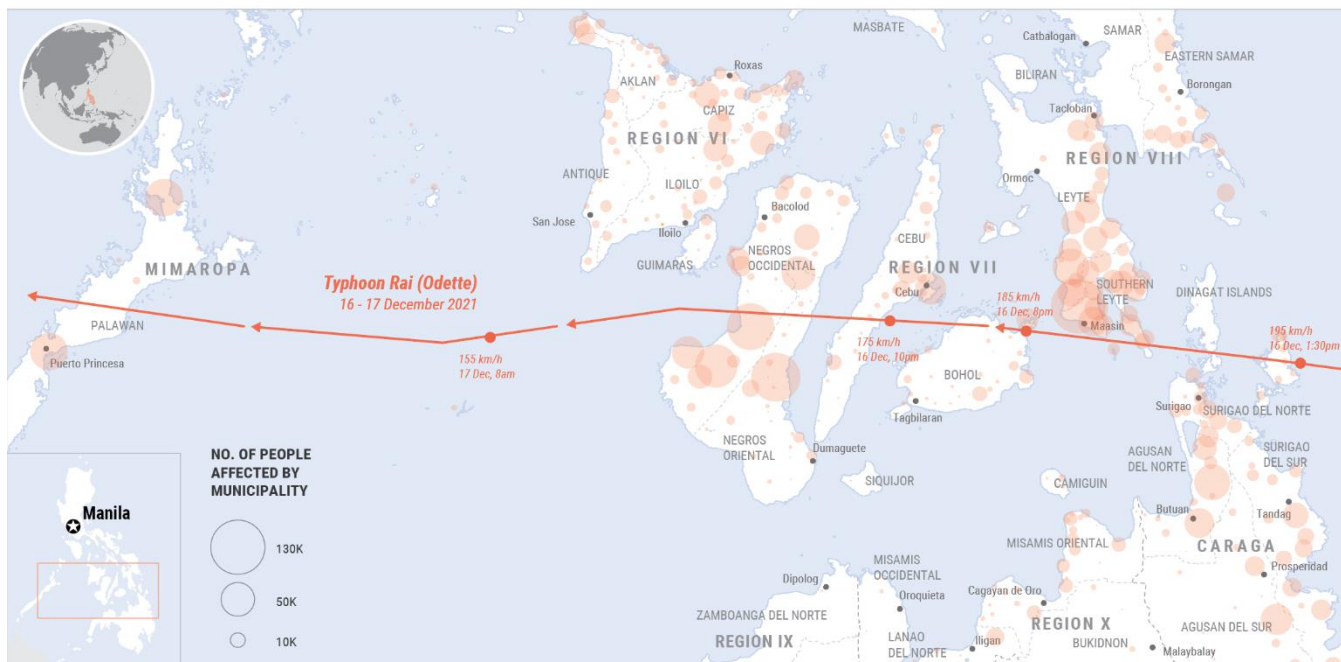 MASBATE
Catbalogan
SAMAR
EASTERN SAMAR
BILIRAN
Borongan
Roxas
AKLAN
CAPIZ
Tacloban
REGION VI
REGION VIII
ANTIQUE
ILOILO
Ormoc
LEYTE
San Jose
Iloilo
Bacolod
CEBU
GUIMARAS
NEGROS
OCCIDENTAL
REGION VII
MIMAROPA
Typhoon Rai (Odette)
16 - 17 December 2021
Cebu
SOUTHERN
LEYTE
DINAGAT ISLANDS
185 km/h
16 Dec, 8pm
PALAWAN
Maasin
195 km/h
16 Dec, 1:30pm
Puerto Princesa
155 km/h
17 Dec, 8am
175 km/h
16 Dec, 10pm
BOHOL
Tagbilaran
Surigao
SURIGAO DEL NORTE
NEGROS
ORIENTAL
Dumaguete
AGUSAN
DEL NORTE
SURIGAO
DEL SUR
SIQUIJOR
CAMIGUIN
NO. OF PEOPLE
AFFECTED BY
MUNICIPALITY
130K
50K
10K
Manila
Butuan
Tandag
MISAMIS ORIENTAL
CARAGA
MISAMIS
OCCIDENTAL
Prosperidad
Dipolog
Oroquieta
Cagayan de Oro
ZAMBOANGA DEL NORTE
REGION IX
LANAO
DEL NORTE
Iligan
REGION X
BUKIDNON
AGUSAN DEL SUR
Malaybalay